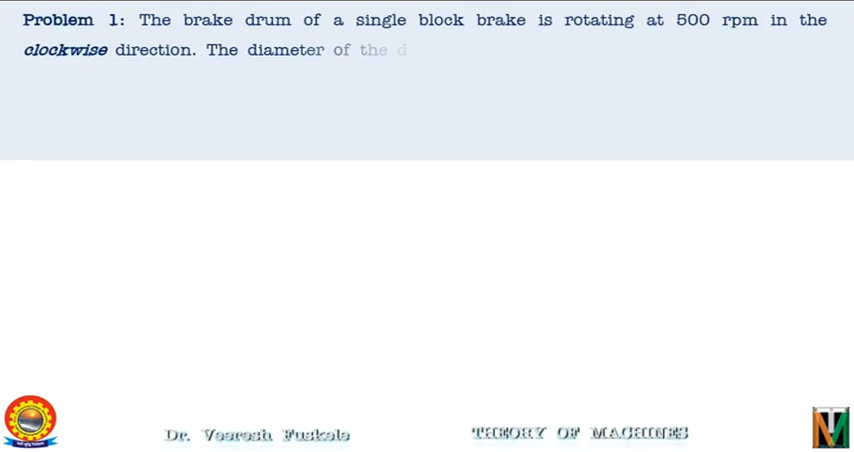 Problem 1: The brake drum of a single block brake is rotating at 500 rpm in the
clockwise direction. The diameter of the d
Dr. Veeresh Fuskele
THEORY OF MACHINES
TM